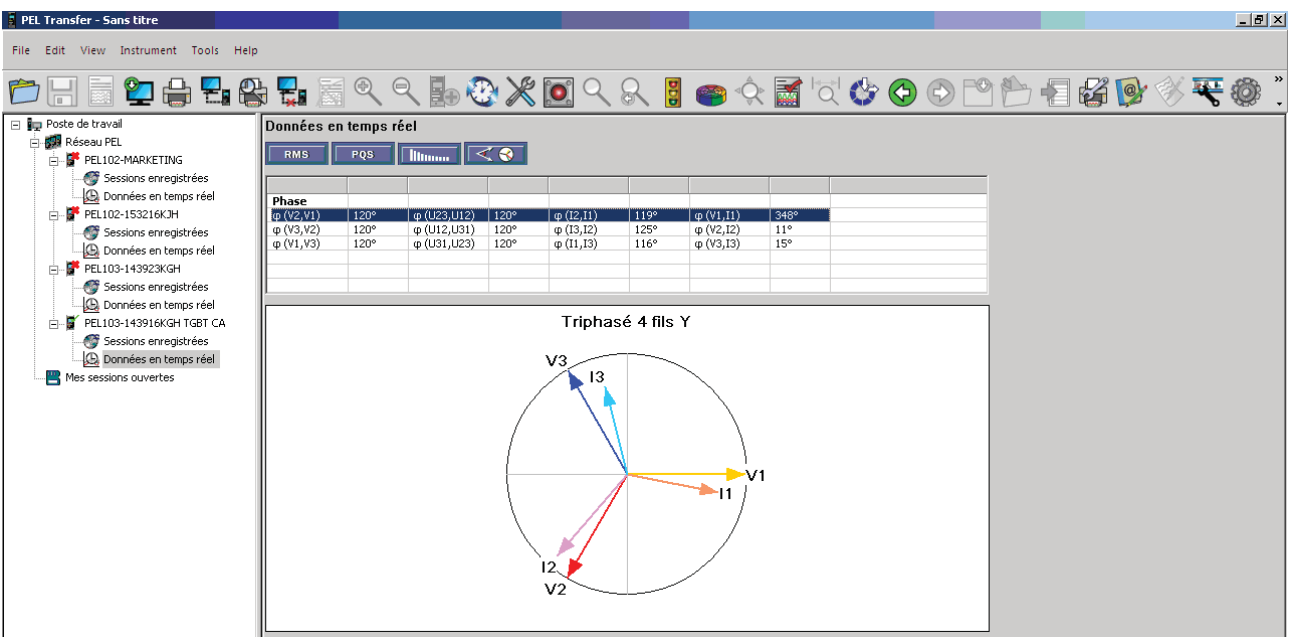 PEL Transfer - Sans titre
File Edit View Instrument Tools Help
Poste de travail
Réseau PEL
PEL102-MARKETING
Sessions enregistrées
Données en temps réel
PEL102-153216KJH
Sessions enregistrées
Données en temps réel
PEL103-143923KGH
Sessions enregistrées
Données en temps réel
PEL103-143916KGH TGBT CA
Sessions enregistrées
Données en temps réel
Mes sessions ouvertes
Données en temps réel
RMS PQS
Phase
φ (V2,V1) 120° φ (U23,U12) 120° φ (I2,I1) 119° φ (V1,I1) 348°
φ (V3,V2) 120° φ (U12,U31) 120° φ (I3,I2) 125° φ (V2,I2) 11°
φ (V1,V3) 120° φ (U31,U23) 120° φ (I1,I3) 116° φ (V3,I3) 15°
Triphasé 4 fils Y
V3
I3
V1
I1
I2
V2